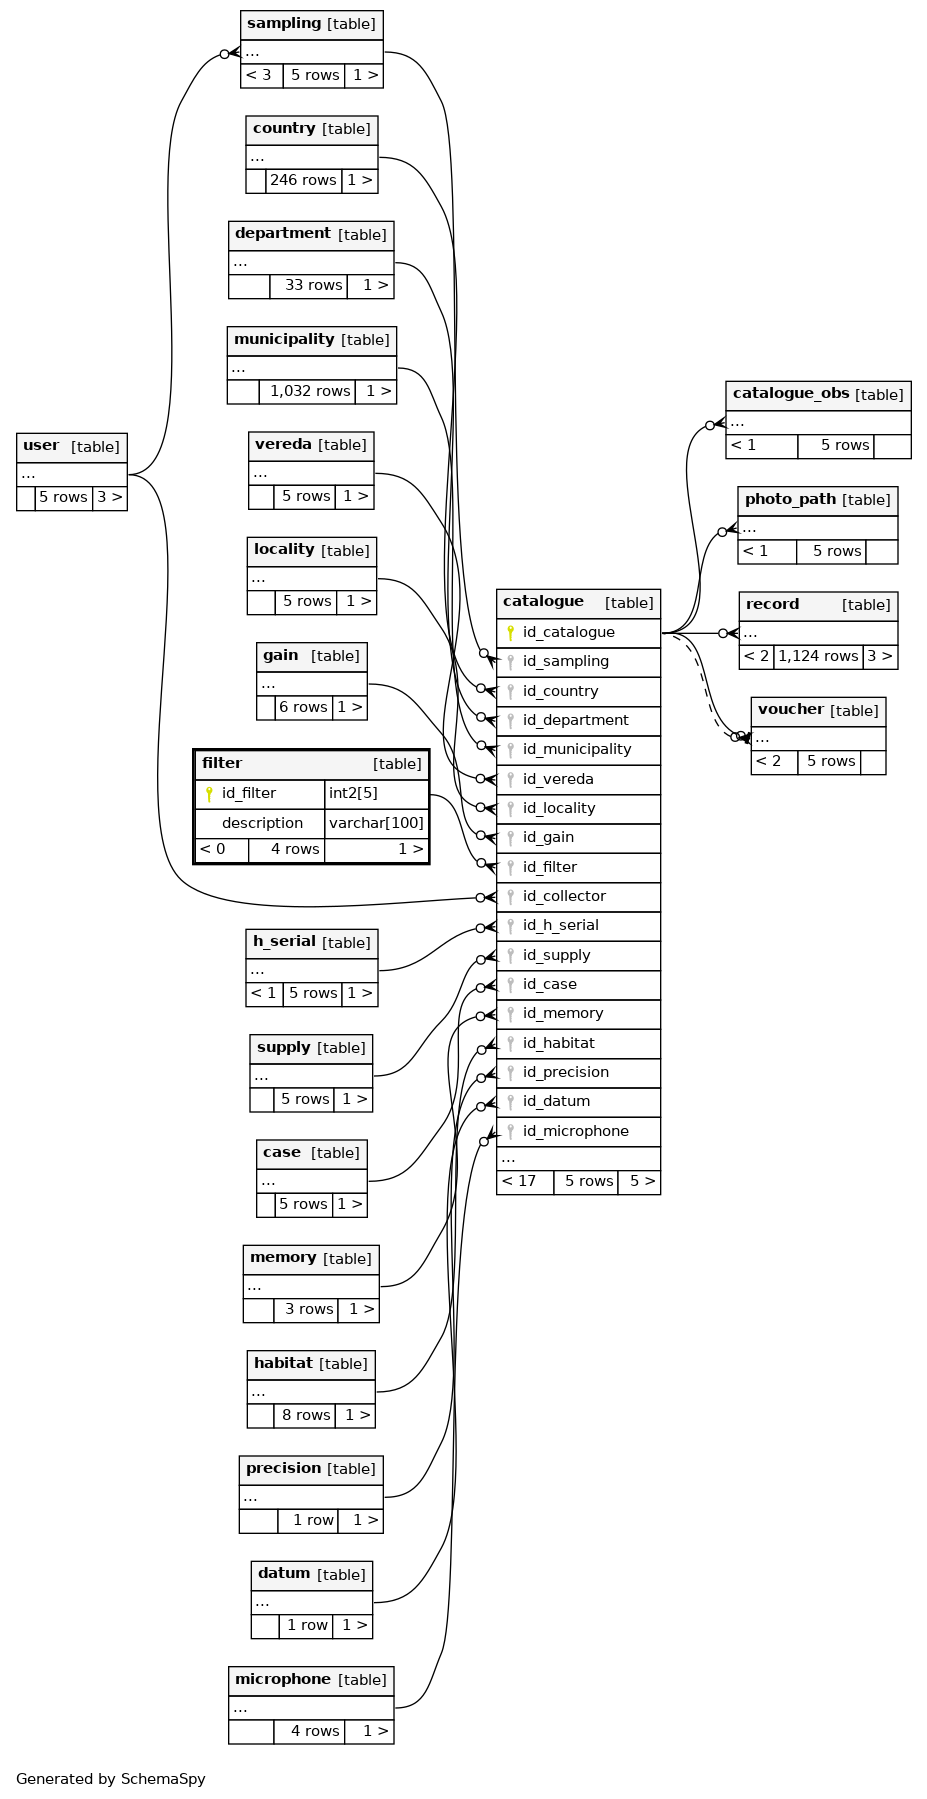 sampling [table]
...
< 3 5 rows 1 >
country [table]
...
246 rows 1 >
department [table]
...
33 rows 1 >
municipality [table]
...
1,032 rows 1 >
user [table]
...
5 rows 3 >
vereda [table]
...
5 rows 1 >
locality [table]
...
5 rows 1 >
gain [table]
...
6 rows 1 >
filter [table]
id_filter int2[5]
description varchar[100]
< 0 4 rows 1 >
h_serial [table]
...
< 1 5 rows 1 >
supply [table]
...
5 rows 1 >
case [table]
...
5 rows 1 >
memory [table]
...
3 rows 1 >
habitat [table]
...
8 rows 1 >
precision [table]
...
1 row 1 >
datum [table]
...
1 row 1 >
microphone [table]
...
4 rows 1 >
catalogue [table]
id_catalogue
id_sampling
id_country
id_department
id_municipality
id_vereda
id_locality
id_gain
id_filter
id_collector
id_h_serial
id_supply
id_case
id_memory
id_habitat
id_precision
id_datum
id_microphone
...
< 17 5 rows 5 >
catalogue_obs [table]
...
< 1 5 rows
photo_path [table]
...
< 1 5 rows
record [table]
...
< 2 1,124 rows 3 >
voucher [table]
...
< 2 5 rows
Generated by SchemaSpy